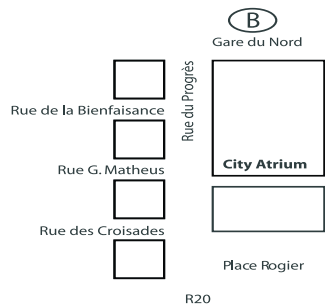 B
Gare du Nord
Rue du Progrès
Rue de la Bienfaisance
City Atrium
Rue G. Matheus
Rue des Croisades
Place Rogier
R20